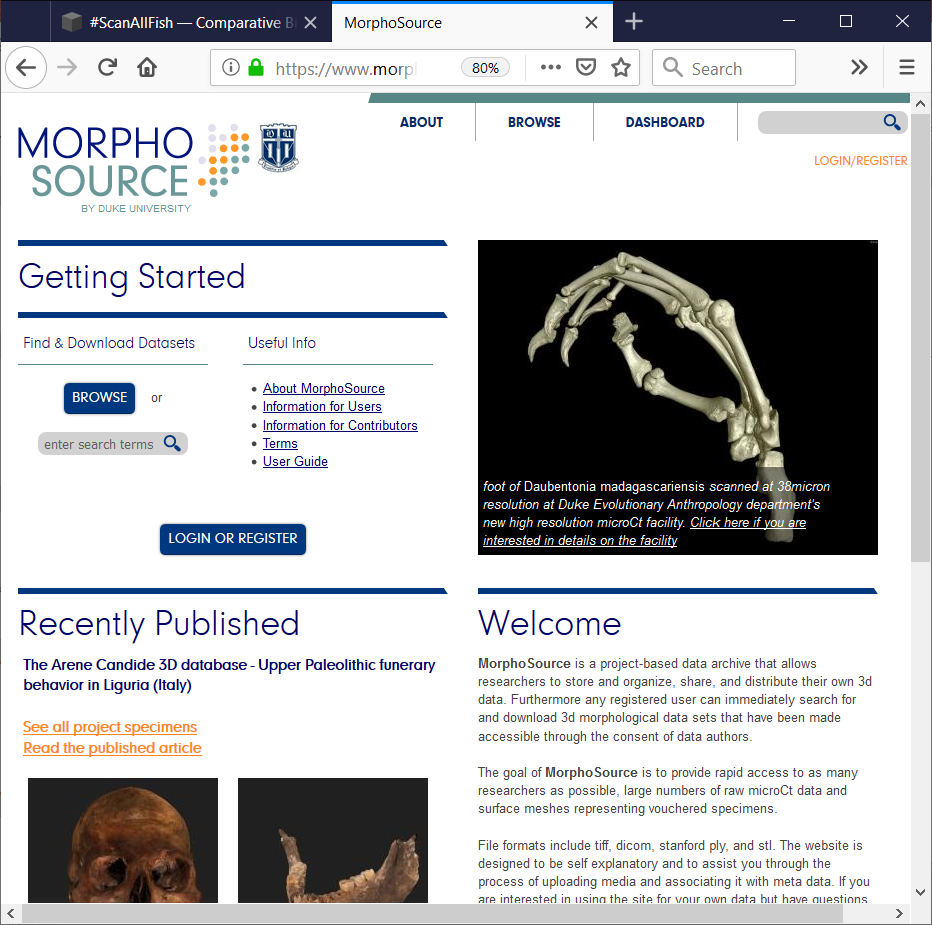 #ScanAllFish — Comparative B
MorphoSource
https://www.morp
80%
Search
ABOUT
BROWSE
DASHBOARD
LOGIN/REGISTER
MORPHO
SOURCE
BY DUKE UNIVERSITY
Getting Started
Find & Download Datasets
Useful Info
BROWSE
or
enter search terms
• About MorphoSource
• Information for Users
• Information for Contributors
• Terms
• User Guide
LOGIN OR REGISTER
foot of Daubentonia madagascariensis scanned at 38micron
resolution at Duke Evolutionary Anthropology department's
new high resolution microCt facility. Click here if you are
interested in details on the facility
Recently Published
The Arene Candide 3D database - Upper Paleolithic funerary
behavior in Liguria (Italy)
See all project specimens
Read the published article
Welcome
MorphoSource is a project-based data archive that allows
researchers to store and organize, share, and distribute their own 3d
data. Furthermore any registered user can immediately search for
and download 3d morphological data sets that have been made
accessible through the consent of data authors.
The goal of MorphoSource is to provide rapid access to as many
researchers as possible, large numbers of raw microCt data and
surface meshes representing vouchered specimens.
File formats include tiff, dicom, stanford ply, and stl. The website is
designed to be self explanatory and to assist you through the
process of uploading media and associating it with meta data. If you
are interested in using the site for your own data but have questions